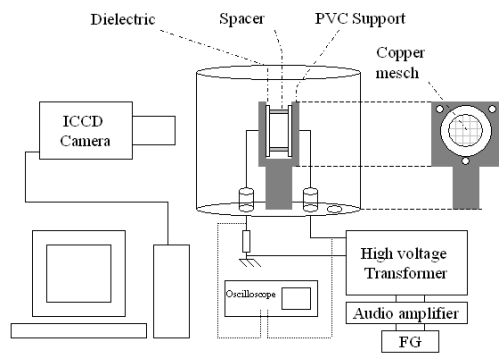 Dielectric
Spacer
PVC Support
Copper
mesch
ICCD
Camera
High voltage
Transformer
Oscilloscope
Audio amplifier
FG